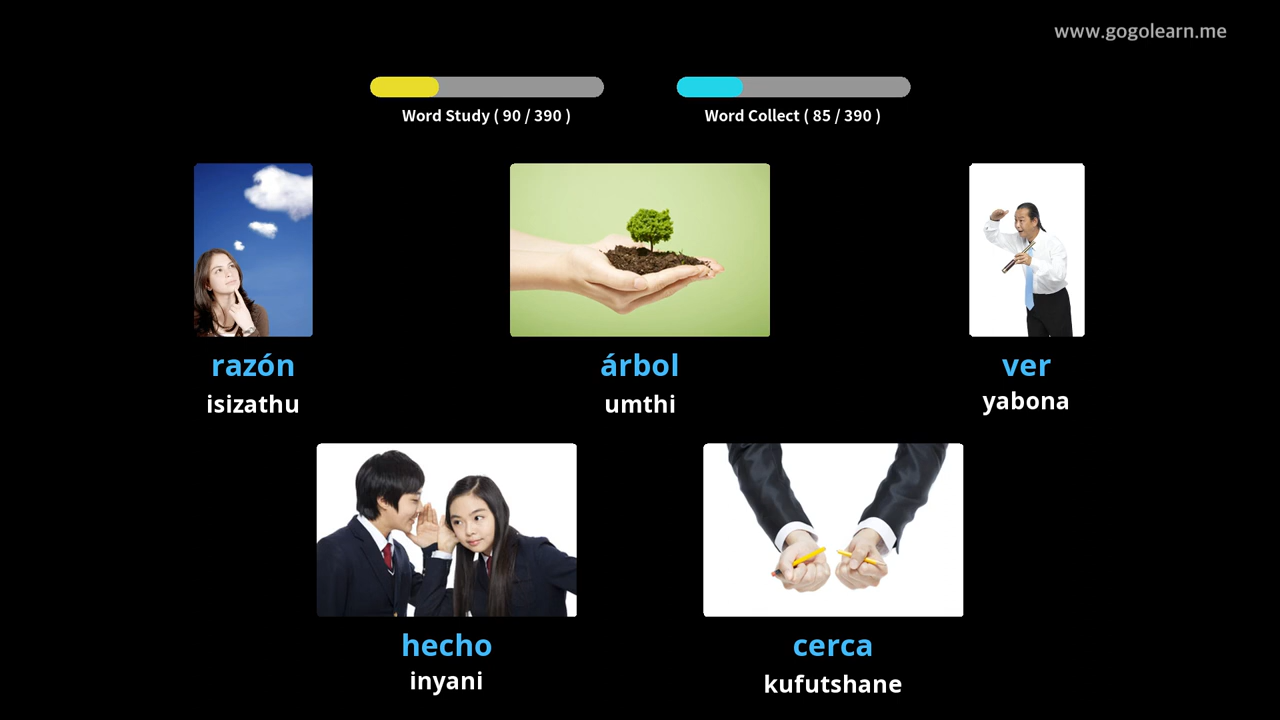 www.gogolearn.me
Word Study ( 90 / 390 )
Word Collect ( 85 / 390 )
razón
isizathu
árbol
umthi
ver
yabona
hecho
inyani
cerca
kufutshane